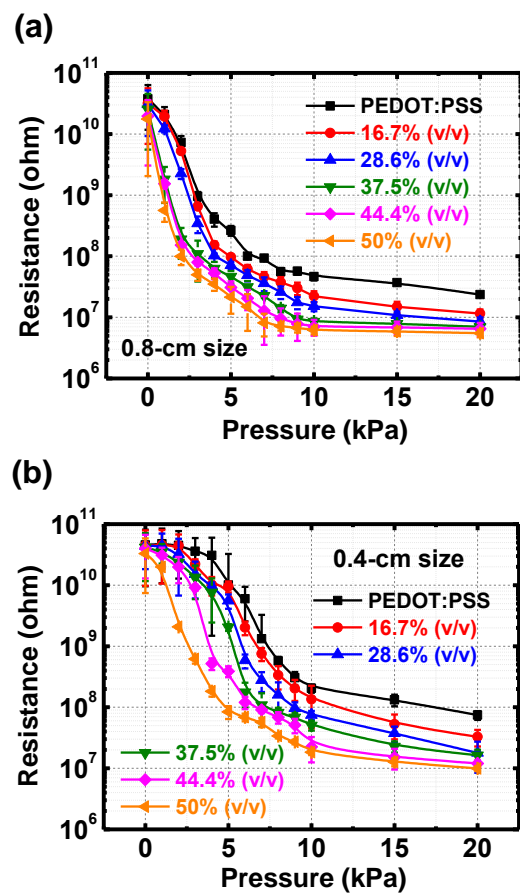 (a)
10^11
10^10
10^9
10^8
10^7
10^6
Resistance (ohm)
PEDOT:PSS
16.7% (v/v)
28.6% (v/v)
37.5% (v/v)
44.4% (v/v)
50% (v/v)
0.8-cm size
0 5 10 15 20
Pressure (kPa)
(b)
10^11
10^10
10^9
10^8
10^7
10^6
Resistance (ohm)
0.4-cm size
PEDOT:PSS
16.7% (v/v)
28.6% (v/v)
37.5% (v/v)
44.4% (v/v)
50% (v/v)
0 5 10 15 20
Pressure (kPa)